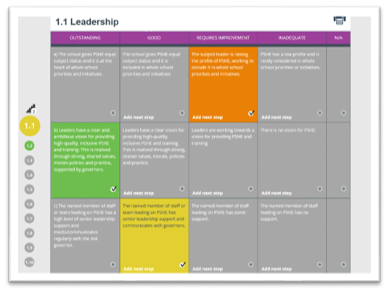 1.1 Leadership
OUTSTANDING
GOOD
REQUIRES IMPROVEMENT
INADEQUATE
N/A
a) The school gives PSHE equal
subject status and it is at the
heart of whole school
priorities and initiatives.
The school gives PSHE equal
subject status and it is
included in whole school
priorities and initiatives.
Add next step
The subject leader is raising
the profile of PSHE, working to
include it in whole school
priorities and initiatives.
Add next step
PSHE has a low profile and is
rarely considered in whole
school priorities or initiatives.
Add next step
1.1
b) Leaders have a clear and
ambitious vision for providing
high quality, inclusive PSHE
and training. This is realised
through strong, shared values,
policies and practice,
supported by governors.
Leaders have a clear vision for
providing high quality,
inclusive PSHE and training.
This is realised through strong,
shared values, policies
and practice.
Add next step
Leaders are working towards a
vision for providing PSHE and
training
Add next step
There is no vision for PSHE.
Add next step
c) The named member of staff
or team leading on PSHE has a
high level of senior leadership
support and
meets/communicates
regularly with the
governor.
The named member of staff or
team leading on PSHE has
senior leadership support and
communicates with governors.
Add next step
The named member of staff
leading on PSHE has some
support.
Add next step
The named member of staff
leading on PSHE has no
support.
Add next step